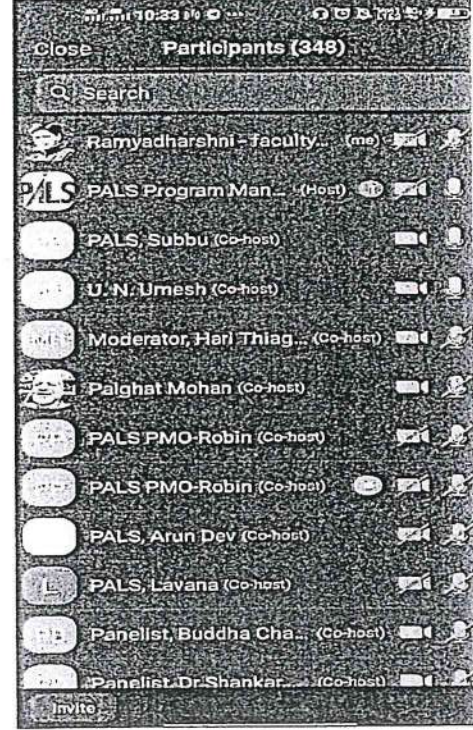 10:33
Close Participants (348)
Search
Ramyadharshni-faculty... (me)
PALS PALS Program Man... (Host)
PALS, Subbu (Co-host)
U. N. Umesh (Co-host)
Moderator, Hari Thiag... (Co-host)
Palghat Mohan (Co-host)
PALS PMO-Robin (Co-host)
PALS PMO-Robin (Co-host)
PALS, Arun Dev (Co-host)
L PALS, Lavana (Co-host)
Panelist, Buddha Cha... (Co-host)
Panelist, Dr Shankar... (Co-host)
Invite